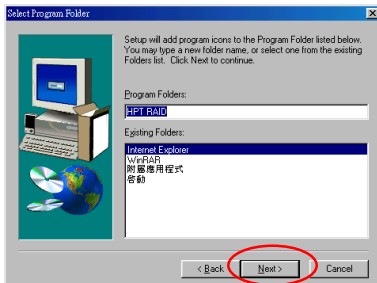 Select Program Folder
Setup will add program icons to the Program Folder listed below.
You may type a new folder name, or select one from the existing
Folders list. Click Next to continue.
Program Folders:
HPT RAID
Existing Folders:
Internet Explorer
WinRAR
附屬應用程式
啓動
< Back
Next >
Cancel